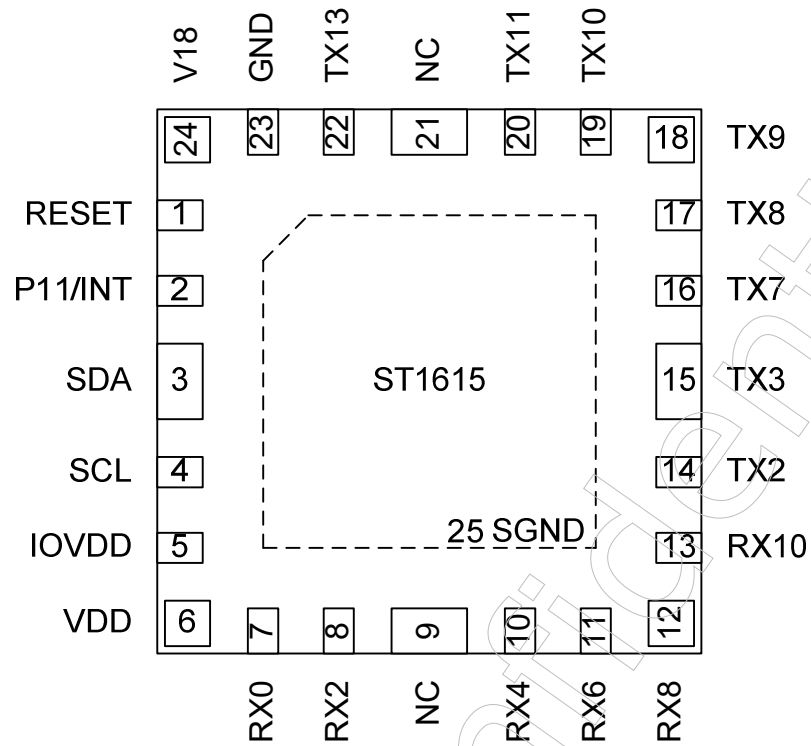 V18 GND TX13 NC TX11 TX10
24 23 22 21 20 19 18 TX9
RESET 1 17 TX8
P11/INT 2 16 TX7
SDA 3 ST1615 15 TX3
SCL 4 14 TX2
25 SGND
IOVDD 5 13 RX10
VDD 6 7 8 9 10 11 12
RX0 RX2 NC RX4 RX6 RX8